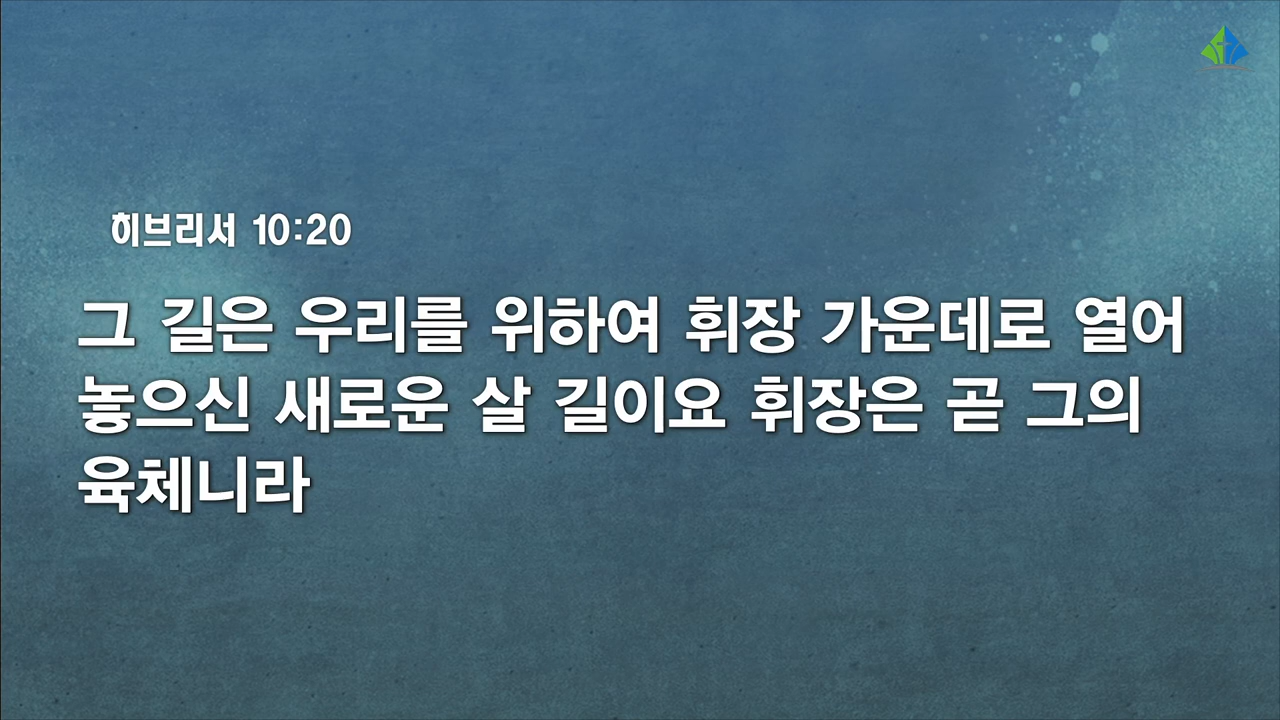 히브리서 10:20
그 길은 우리를 위하여 휘장 가운데로 열어
놓으신 새로운 살 길이요 휘장은 곧 그의
육체니라